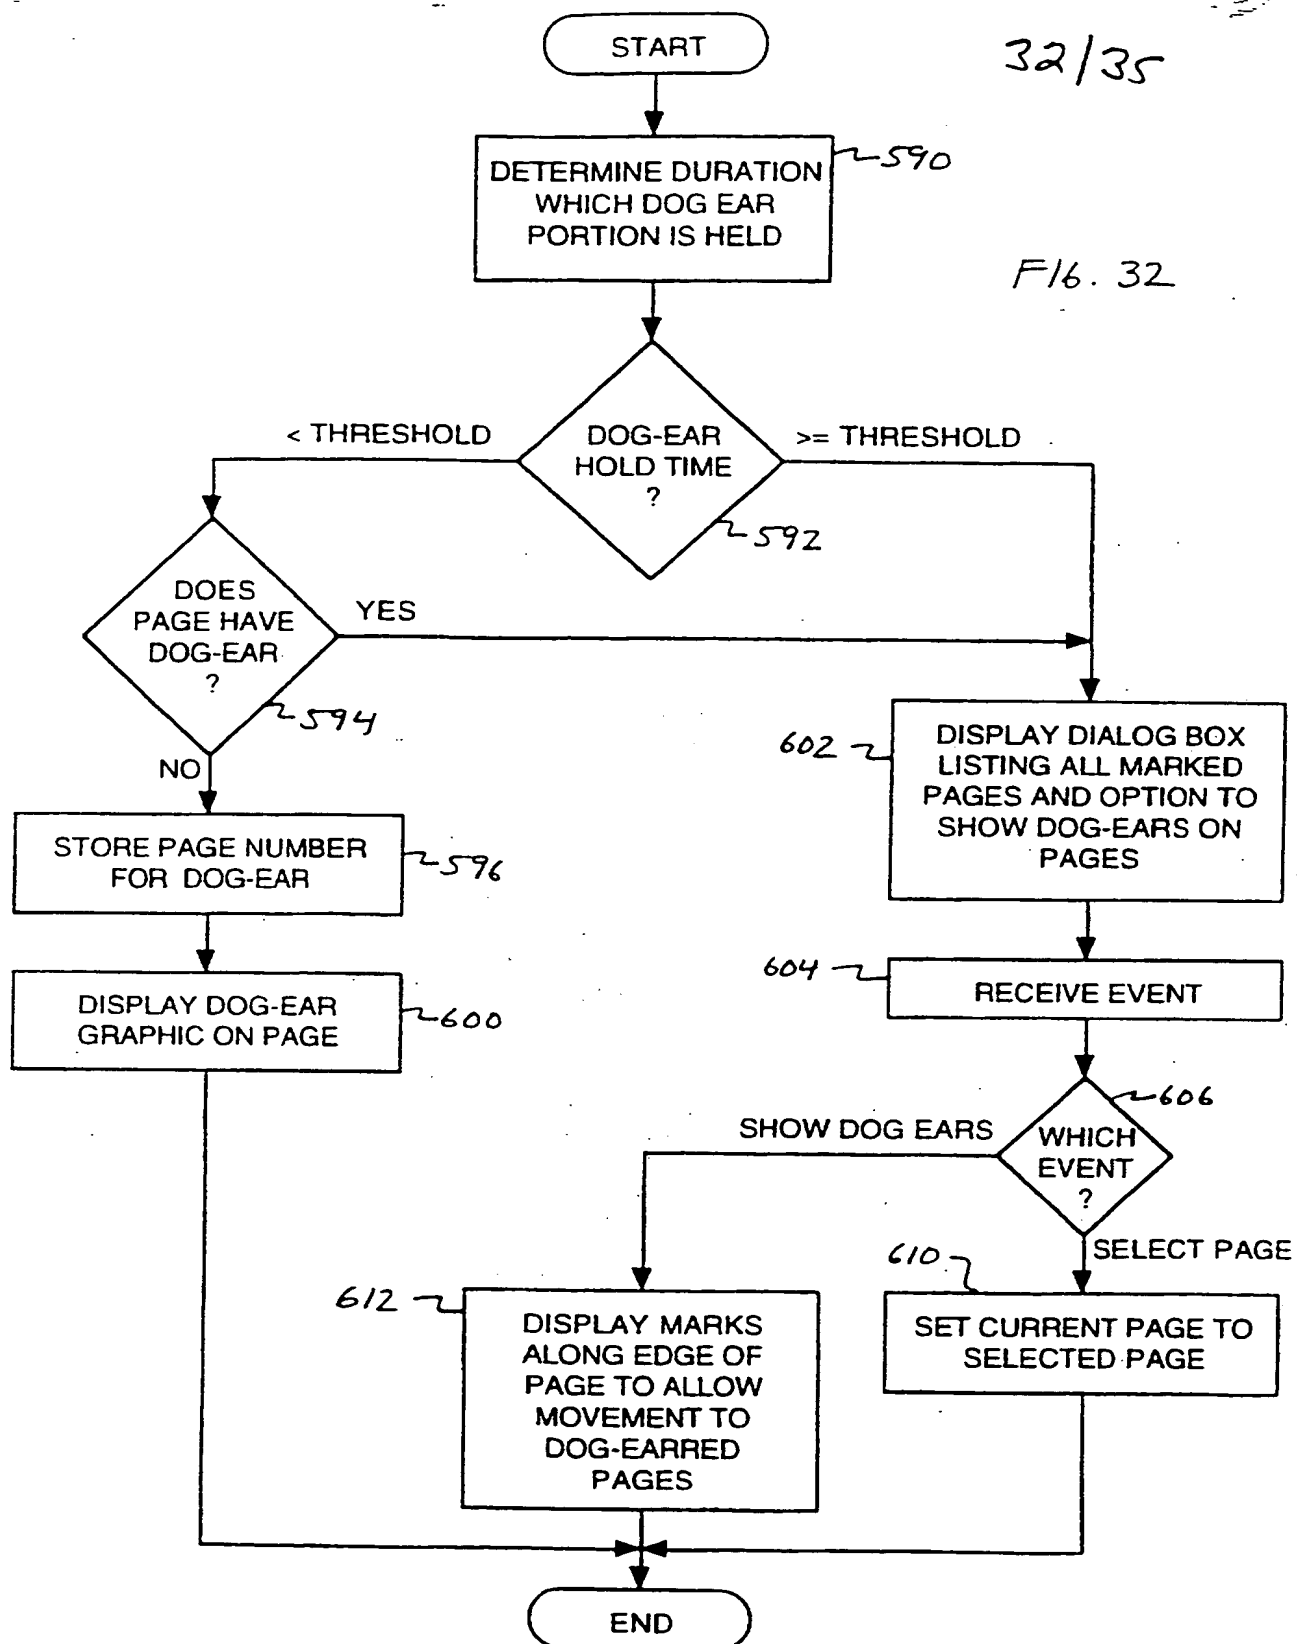 START
32/35
DETERMINE DURATION
WHICH DOG EAR
PORTION IS HELD
590
FIG. 32
< THRESHOLD
DOG-EAR
HOLD TIME
?
>= THRESHOLD
592
DOES
PAGE HAVE
DOG-EAR
?
YES
594
NO
602
DISPLAY DIALOG BOX
LISTING ALL MARKED
PAGES AND OPTION TO
SHOW DOG-EARS ON
PAGES
STORE PAGE NUMBER
FOR DOG-EAR
596
604
RECEIVE EVENT
DISPLAY DOG-EAR
GRAPHIC ON PAGE
600
606
SHOW DOG EARS
WHICH
EVENT
?
SELECT PAGE
610
SET CURRENT PAGE TO
SELECTED PAGE
612
DISPLAY MARKS
ALONG EDGE OF
PAGE TO ALLOW
MOVEMENT TO
DOG-EARRED
PAGES
END